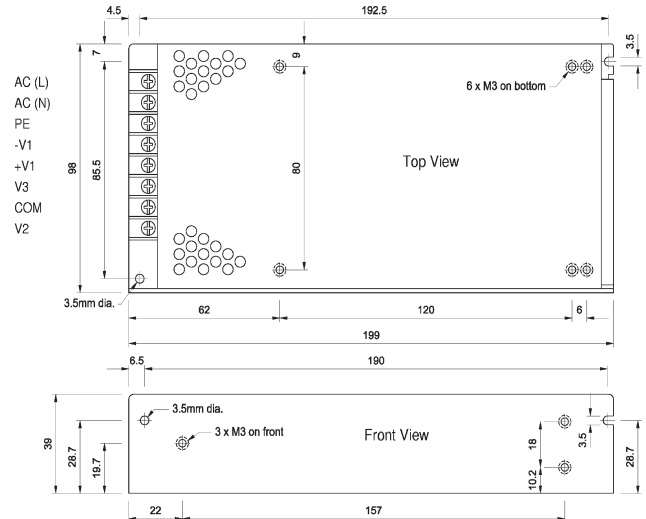 4.5
192.5
7
9
3.5
AC (L)
AC (N)
PE
-V1
+V1
V3
COM
V2
6 x M3 on bottom
98
85.5
80
Top View
3.5mm dia.
62
120
6
199
6.5
190
3.5mm dia.
3 x M3 on front
Front View
39
28.7
19.7
18
10.2
3.5
28.7
22
157